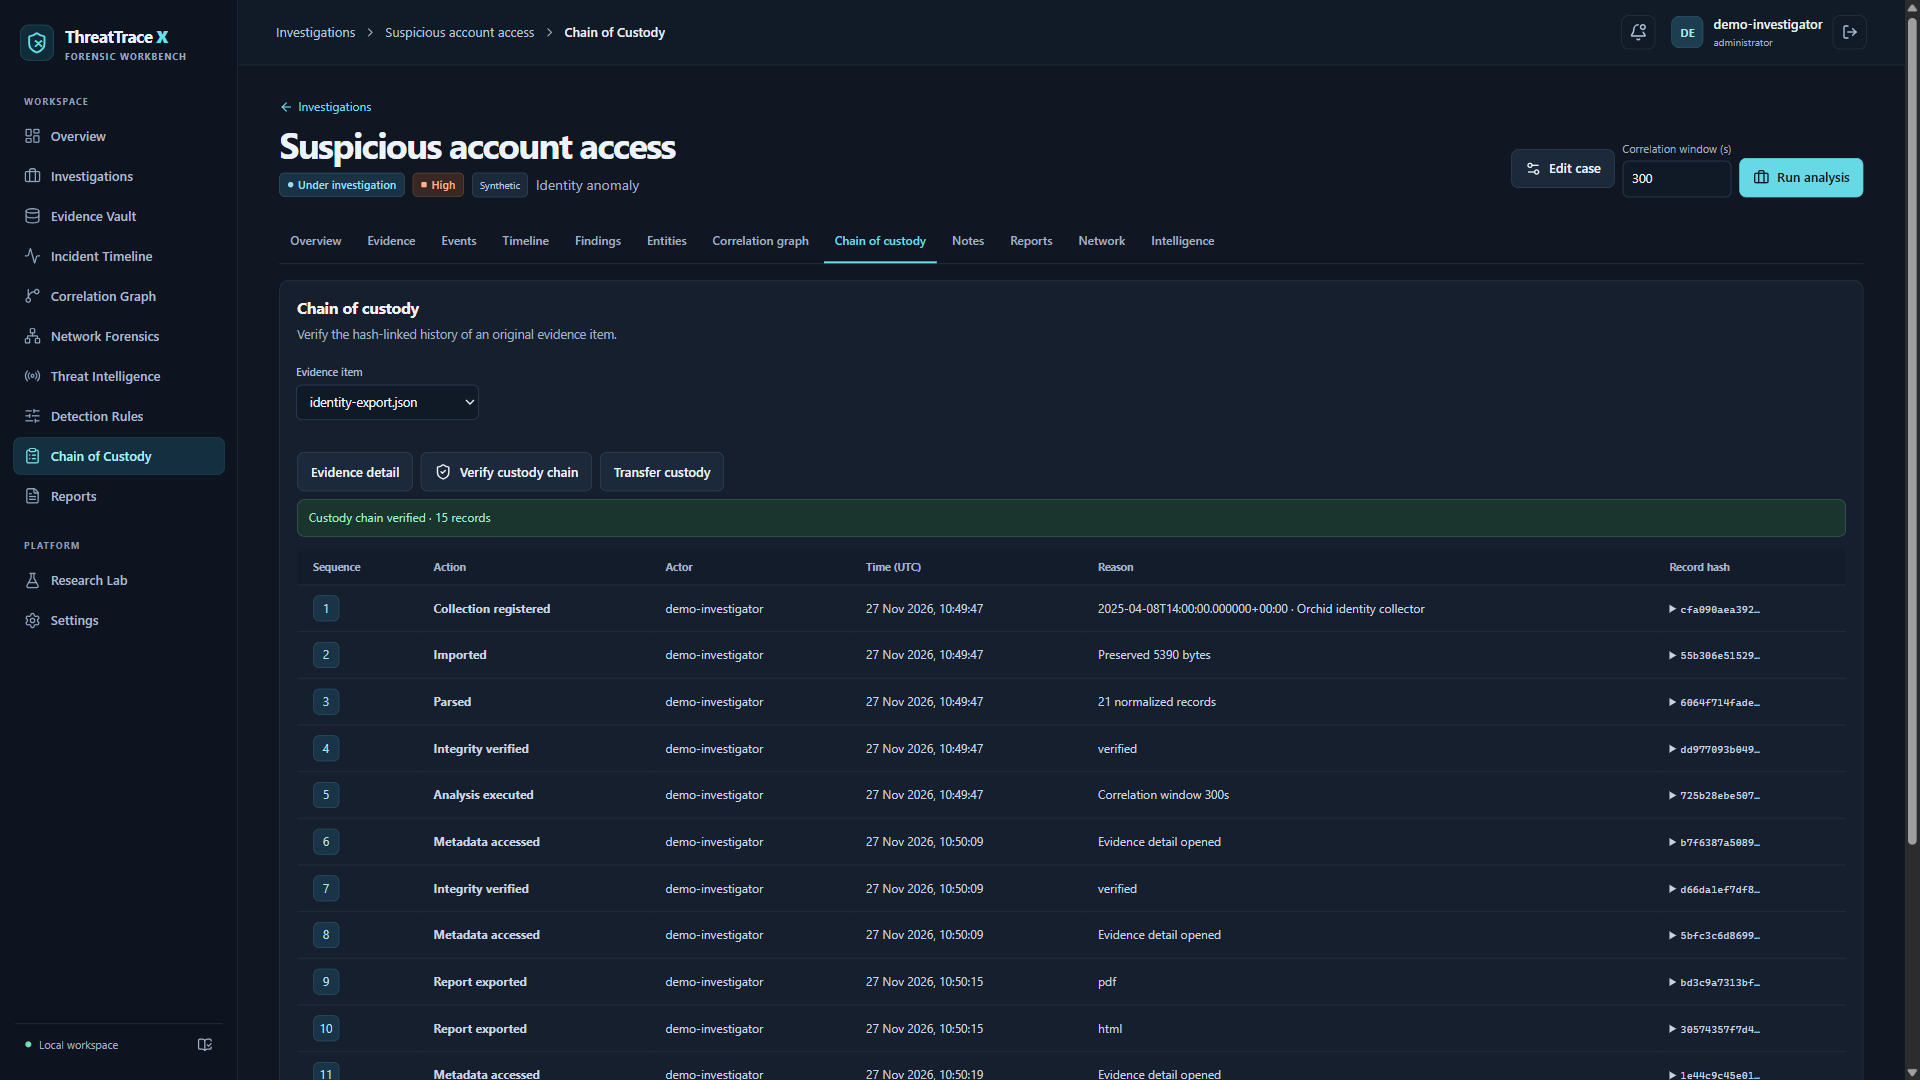 ThreatTrace X
FORENSIC WORKBENCH
WORKSPACE
Overview
Investigations
Evidence Vault
Incident Timeline
Correlation Graph
Network Forensics
Threat Intelligence
Detection Rules
Chain of Custody
Reports
PLATFORM
Research Lab
Settings
Local workspace
Investigations > Suspicious account access > Chain of Custody
DE
demo-investigator
administrator
← Investigations
Suspicious account access
Under investigation
High
Synthetic
Identity anomaly
Edit case
Correlation window (s)
300
Run analysis
Overview Evidence Events Timeline Findings Entities Correlation graph Chain of custody Notes Reports Network Intelligence
Chain of custody
Verify the hash-linked history of an original evidence item.
Evidence item
identity-export.json
Evidence detail
Verify custody chain
Transfer custody
Custody chain verified · 15 records
Sequence Action Actor Time (UTC) Reason Record hash
1 Collection registered demo-investigator 27 Nov 2026, 10:49:47 2025-04-08T14:00:00.000000+00:00 · Orchid identity collector cfa090aea392…
2 Imported demo-investigator 27 Nov 2026, 10:49:47 Preserved 5390 bytes 55b306e51529…
3 Parsed demo-investigator 27 Nov 2026, 10:49:47 21 normalized records 6064f714fade…
4 Integrity verified demo-investigator 27 Nov 2026, 10:49:47 verified dd977093b049…
5 Analysis executed demo-investigator 27 Nov 2026, 10:49:47 Correlation window 300s 725b28ebe507…
6 Metadata accessed demo-investigator 27 Nov 2026, 10:50:09 Evidence detail opened b7f6387a5089…
7 Integrity verified demo-investigator 27 Nov 2026, 10:50:09 verified d66da1ef7df8…
8 Metadata accessed demo-investigator 27 Nov 2026, 10:50:09 Evidence detail opened 5bfc3c6d8699…
9 Report exported demo-investigator 27 Nov 2026, 10:50:15 pdf bd3c9a7313bf…
10 Report exported demo-investigator 27 Nov 2026, 10:50:15 html 30574357f7d4…
11 Metadata accessed demo-investigator 27 Nov 2026, 10:50:19 Evidence detail opened 1e44c9c45e01…